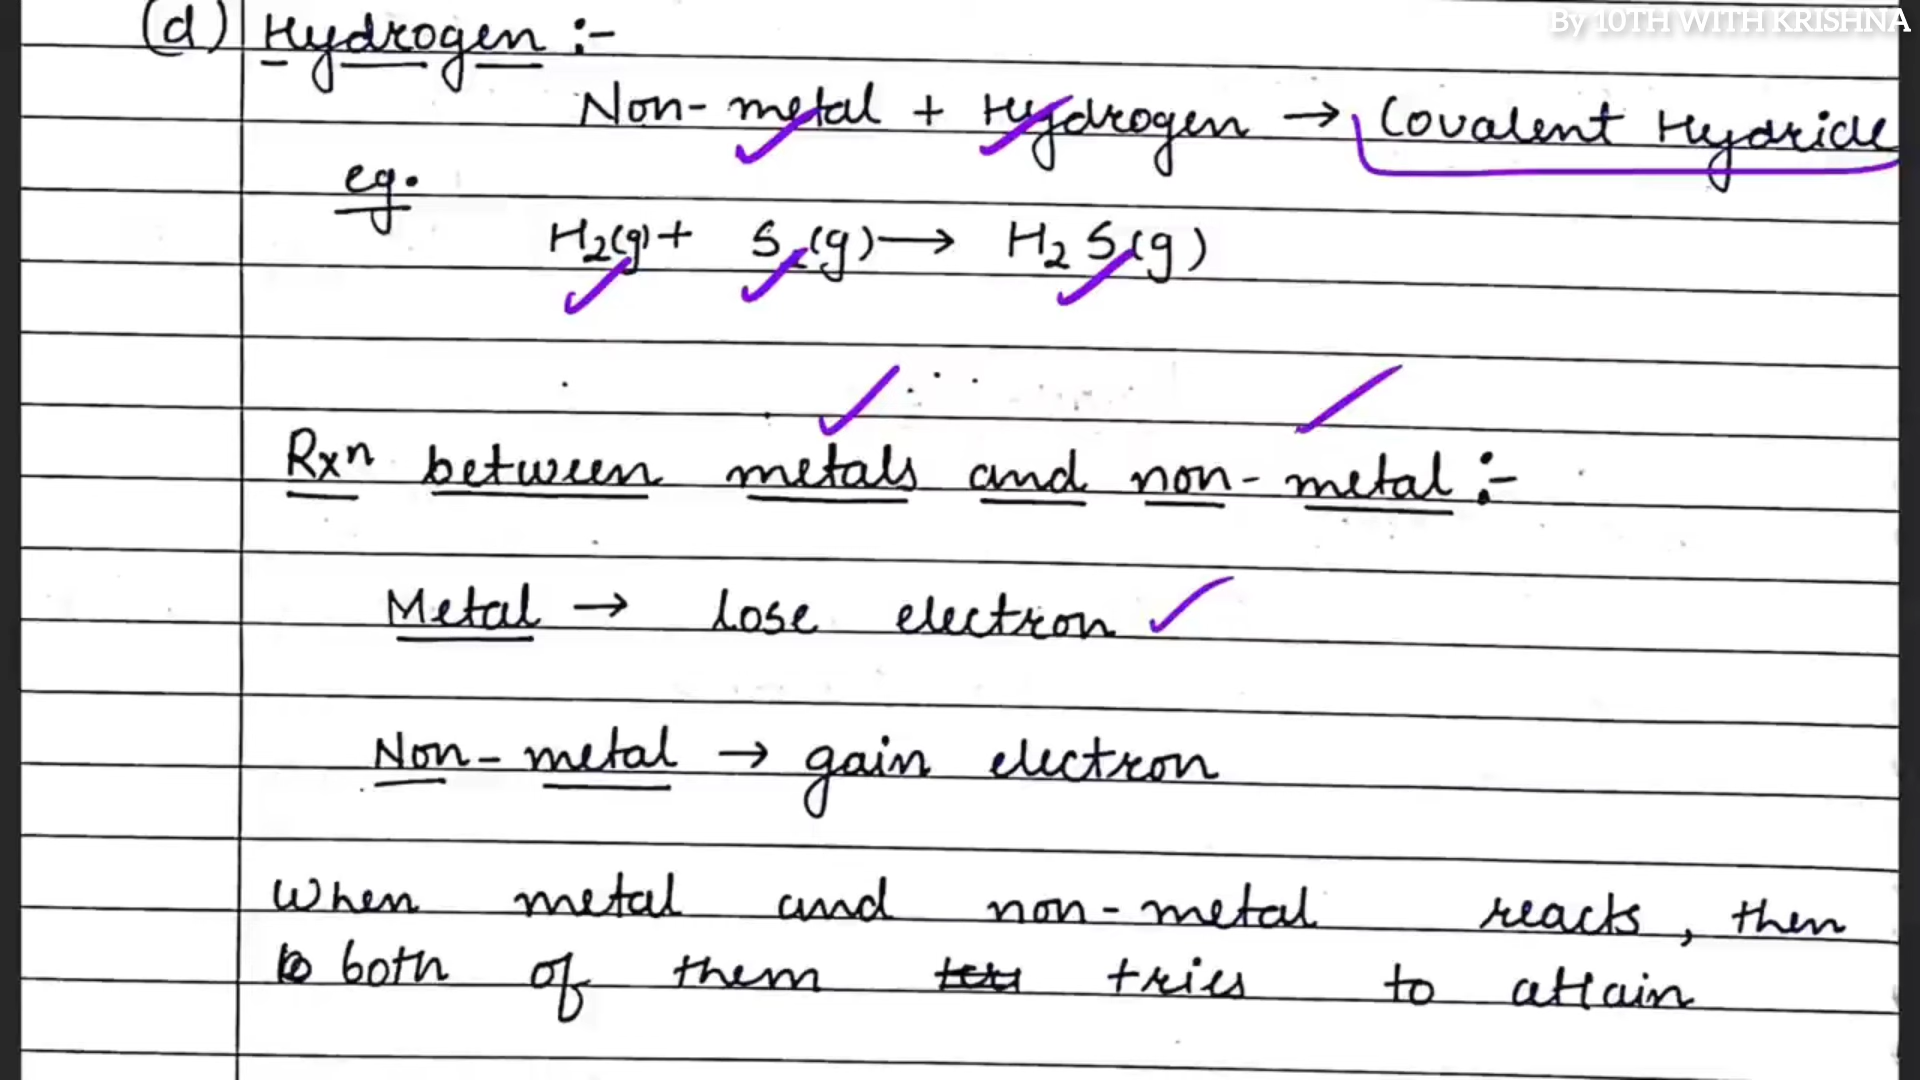 By 10TH WITH KRISHNA
(d) Hydrogen :-
Non-metal + Hydrogen → Covalent Hydride
eg.
H2(g) + S (g) → H2S(g)
Rxn between metals and non-metal :-
Metal → lose electron
Non-metal → gain electron
When metal and non-metal reacts, then
both of them tries to attain